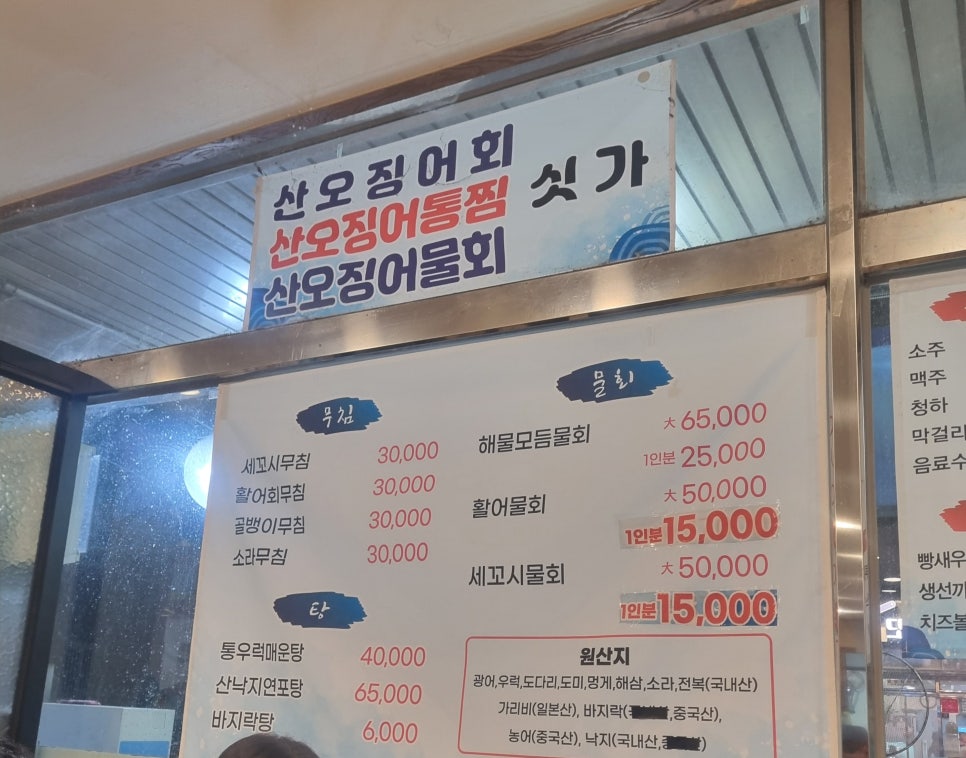 산오징어회
산오징어통찜
산오징어물회
싯가
무침
세꼬시무침 30,000
활어회무침 30,000
골뱅이무침 30,000
소라무침 30,000
탕
통우럭매운탕 40,000
산낙지연포탕 65,000
바지락탕 6,000
물회
해물모듬물회 大 65,000
1인분 25,000
활어물회 大 50,000
1인분 15,000
세꼬시물회 大 50,000
1인분 15,000
원산지
광어,우럭,도다리,도미,멍게,해삼,소라,전복(국내산)
가리비(일본산), 바지락( ,중국산),
농어(중국산), 낙지(국내산, )
소주
맥주
청하
막걸리
음료수
빵새우
생선까
치즈볼